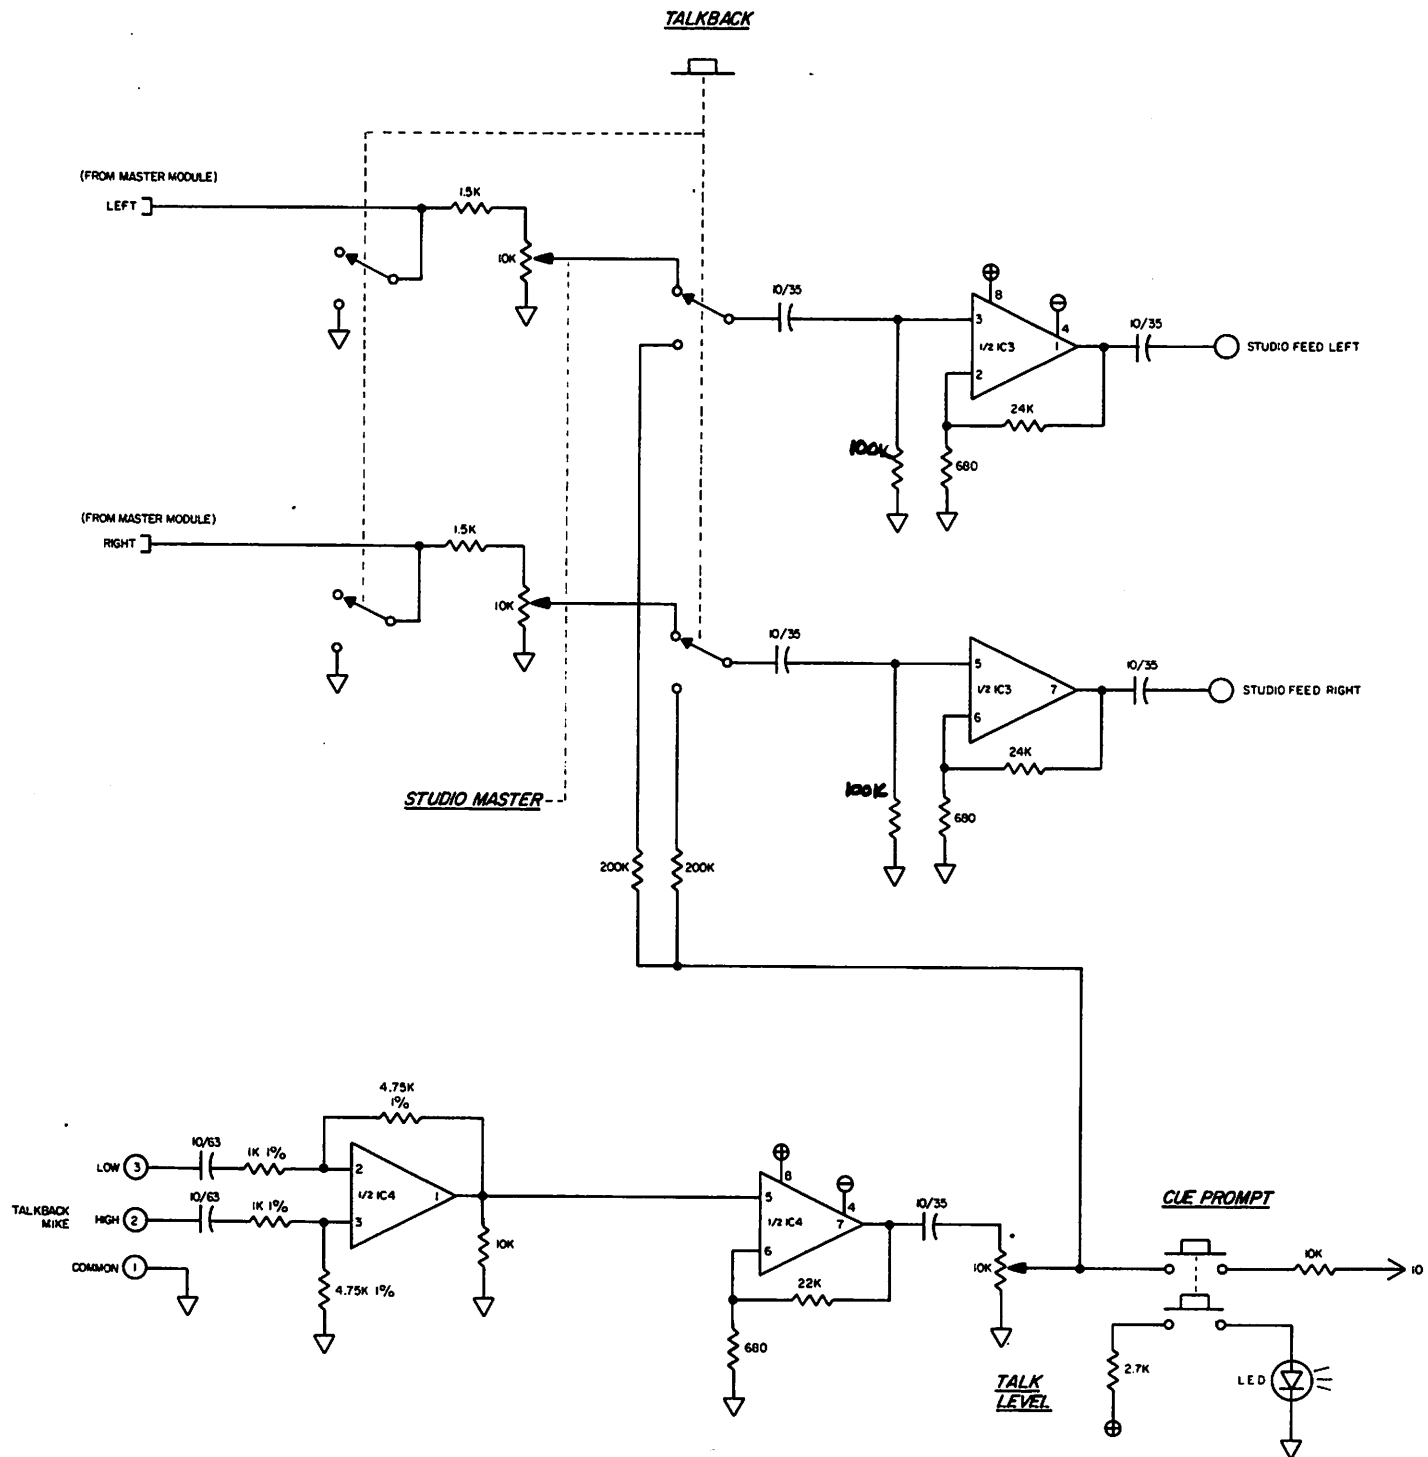 TALKBACK
(FROM MASTER MODULE)
LEFT
1.5K
10K
10/35
8
3
4
1/2 IC3
1
2
10/35
STUDIO FEED LEFT
24K
100K
680
(FROM MASTER MODULE)
RIGHT
1.5K
10K
10/35
5
1/2 IC3
7
6
10/35
STUDIO FEED RIGHT
24K
100K
680
STUDIO MASTER
200K
200K
4.75K
1%
LOW 3
10/63
1K 1%
2
1/2 IC4
1
TALKBACK
MIKE
HIGH 2
10/63
1K 1%
3
COMMON 1
4.75K 1%
10K
8
5
4
1/2 IC4
7
6
10/35
22K
680
10K
TALK
LEVEL
CUE PROMPT
10K
10
2.7K
LED